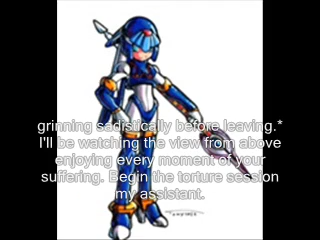 grinning sadistically before leaving.*
I'll be watching the view from above
enjoying every moment of your
suffering. Begin the torture session
my assistant.